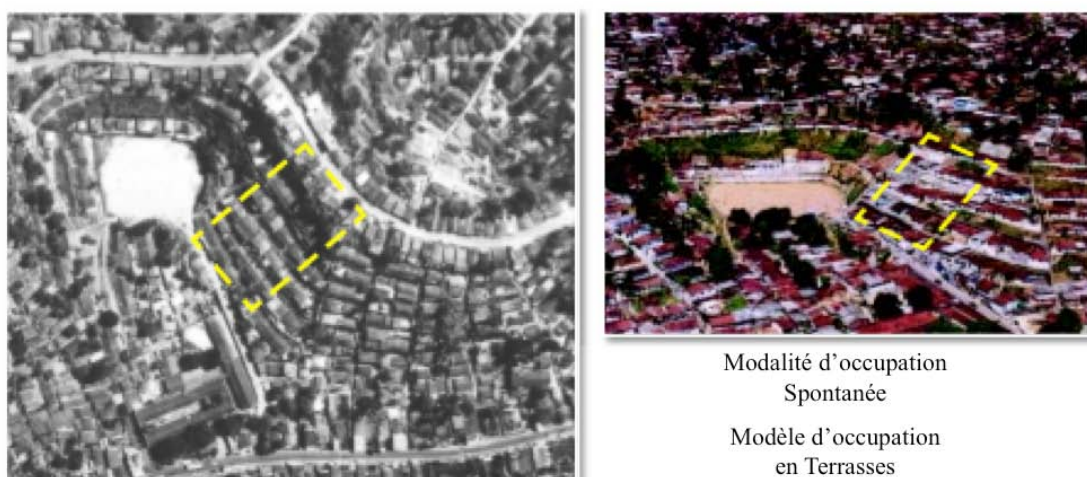 Modalité d'occupation
Spontanée
Modèle d'occupation
en Terrasses